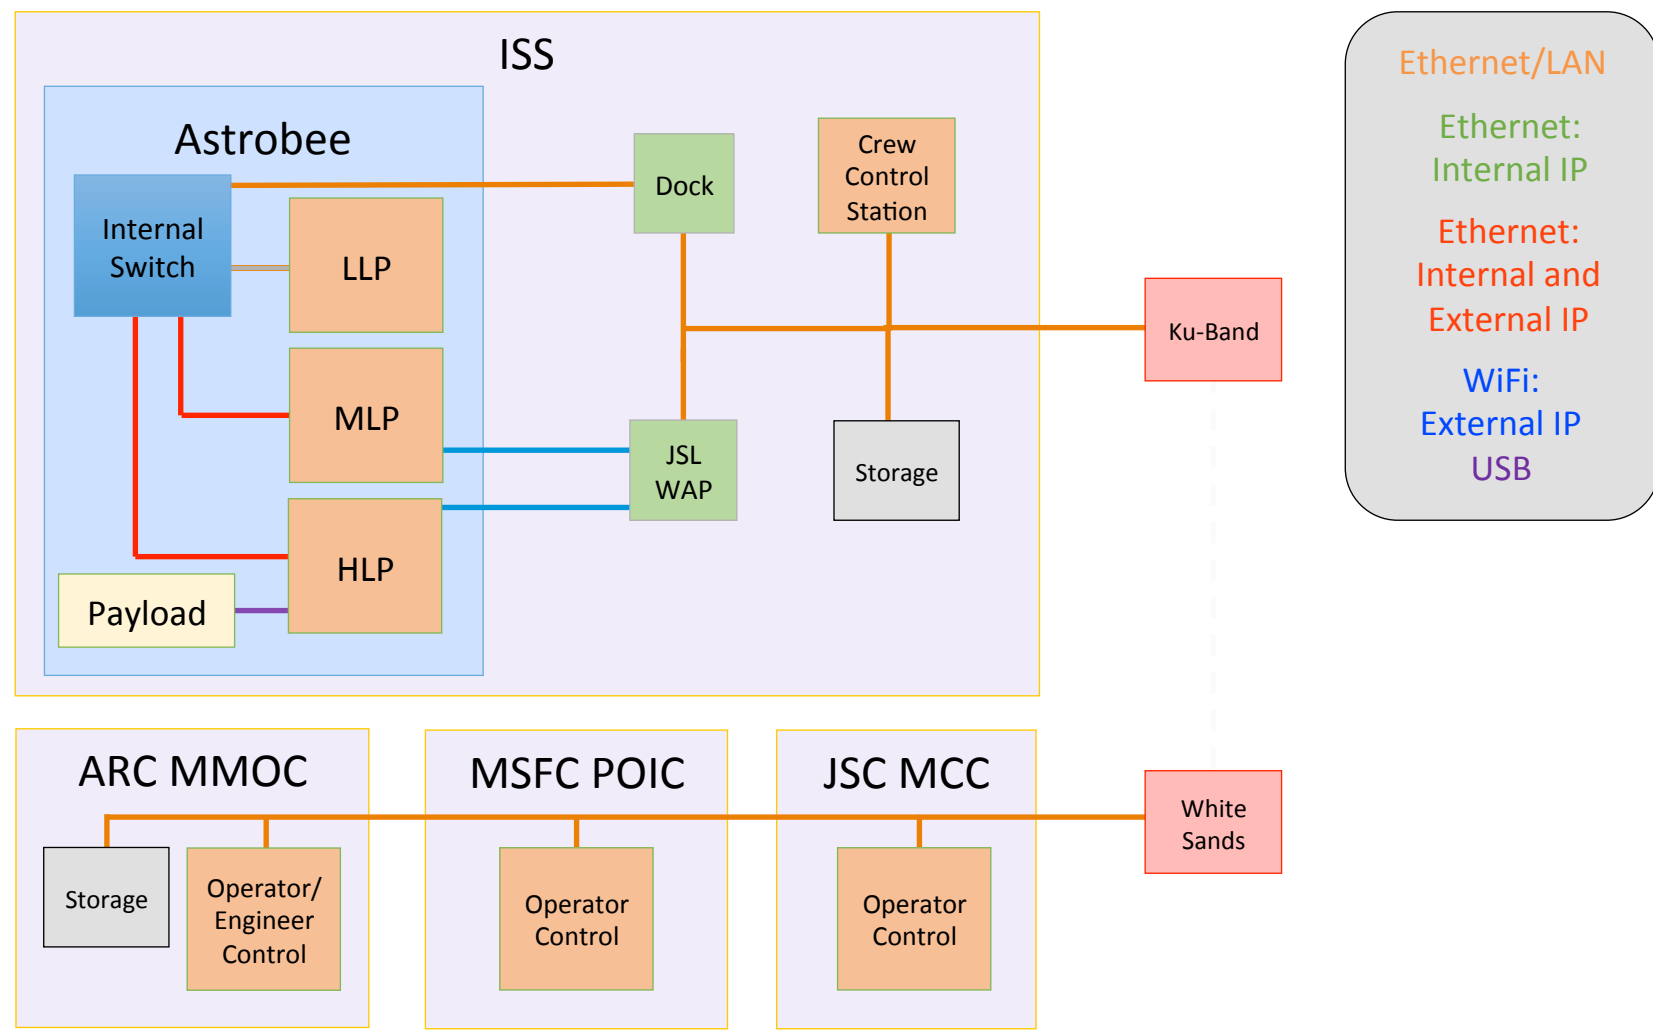 ISS
Astrobee
Internal
Switch
LLP
MLP
HLP
Payload
Dock
JSL
WAP
Crew
Control
Station
Storage
Ku-Band
Ethernet/LAN
Ethernet:
Internal IP
Ethernet:
Internal and
External IP
WiFi:
External IP
USB
ARC MMOC
Storage
Operator/
Engineer
Control
MSFC POIC
Operator
Control
JSC MCC
Operator
Control
White
Sands